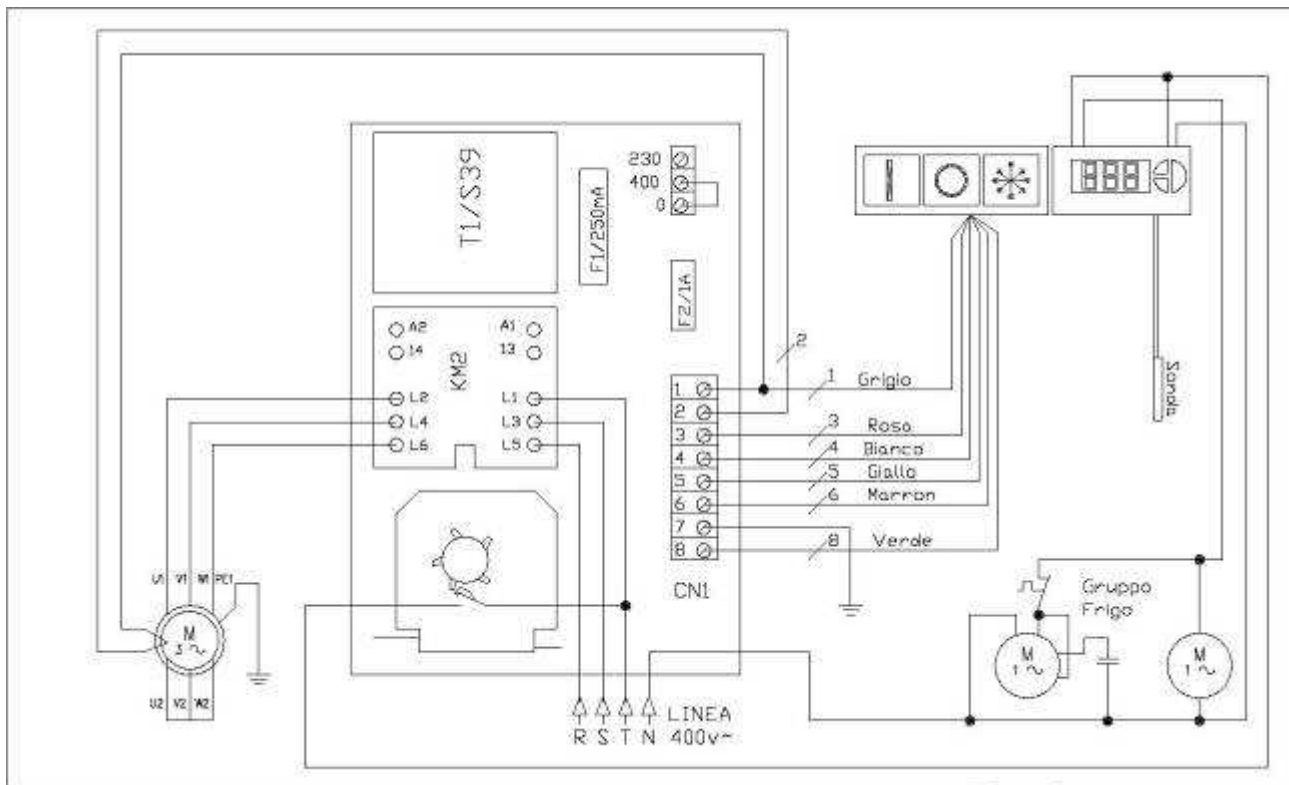 T1/S39
F1/250mA
230
400
0
F2/1A
KM2
A2
A1
14
13
L2
L1
L4
L3
L6
L5
1
2
3
4
5
6
7
8
CN1
2
1 Grigio
3 Rosa
4 Bianco
5 Giallo
6 Marron
8 Verde
Sonda
U1 V1 W1 PE1
M
3 ~
U2 V2 W2
R S T N
LINEA
400v~
Gruppo
Frigo
M
1 ~
M
1 ~